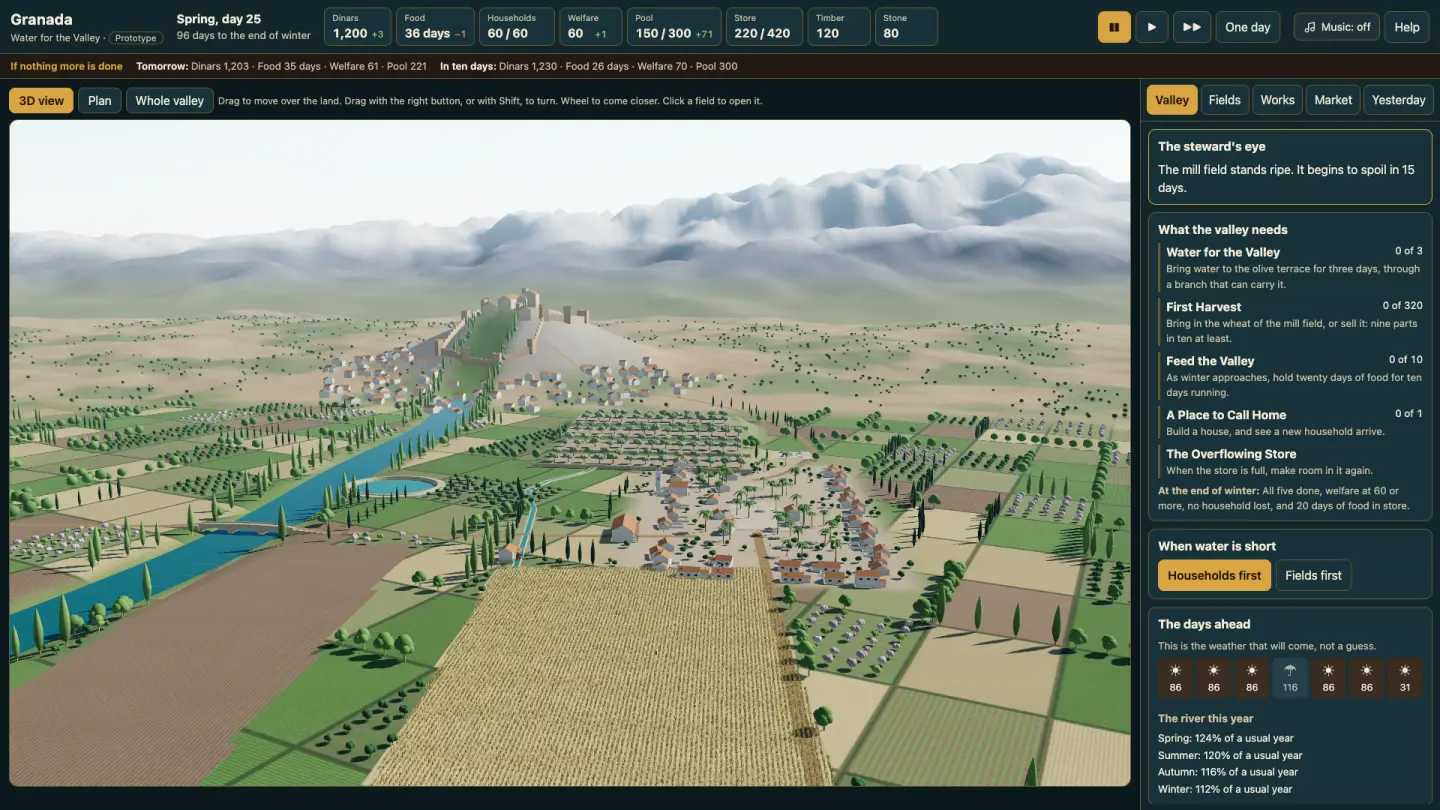 Granada
Water for the Valley · Prototype
Spring, day 25
96 days to the end of winter
Dinars
1,200 +3
Food
36 days −1
Households
60 / 60
Welfare
60 +1
Pool
150 / 300 +71
Store
220 / 420
Timber
120
Stone
80
One day
Music: off
Help
If nothing more is done Tomorrow: Dinars 1,203 · Food 35 days · Welfare 61 · Pool 221 In ten days: Dinars 1,230 · Food 26 days · Welfare 70 · Pool 300
3D view
Plan
Whole valley
Drag to move over the land. Drag with the right button, or with Shift, to turn. Wheel to come closer. Click a field to open it.
Valley
Fields
Works
Market
Yesterday
The steward's eye
The mill field stands ripe. It begins to spoil in 15
days.
What the valley needs
Water for the Valley 0 of 3
Bring water to the olive terrace for three days, through
a branch that can carry it.
First Harvest 0 of 320
Bring in the wheat of the mill field, or sell it: nine parts
in ten at least.
Feed the Valley 0 of 10
As winter approaches, hold twenty days of food for ten
days running.
A Place to Call Home 0 of 1
Build a house, and see a new household arrive.
The Overflowing Store
When the store is full, make room in it again.
At the end of winter: All five done, welfare at 60 or
more, no household lost, and 20 days of food in store.
When water is short
Households first
Fields first
The days ahead
This is the weather that will come, not a guess.
86 86 86 116 86 86 31
The river this year
Spring: 124% of a usual year
Summer: 120% of a usual year
Autumn: 116% of a usual year
Winter: 112% of a usual year